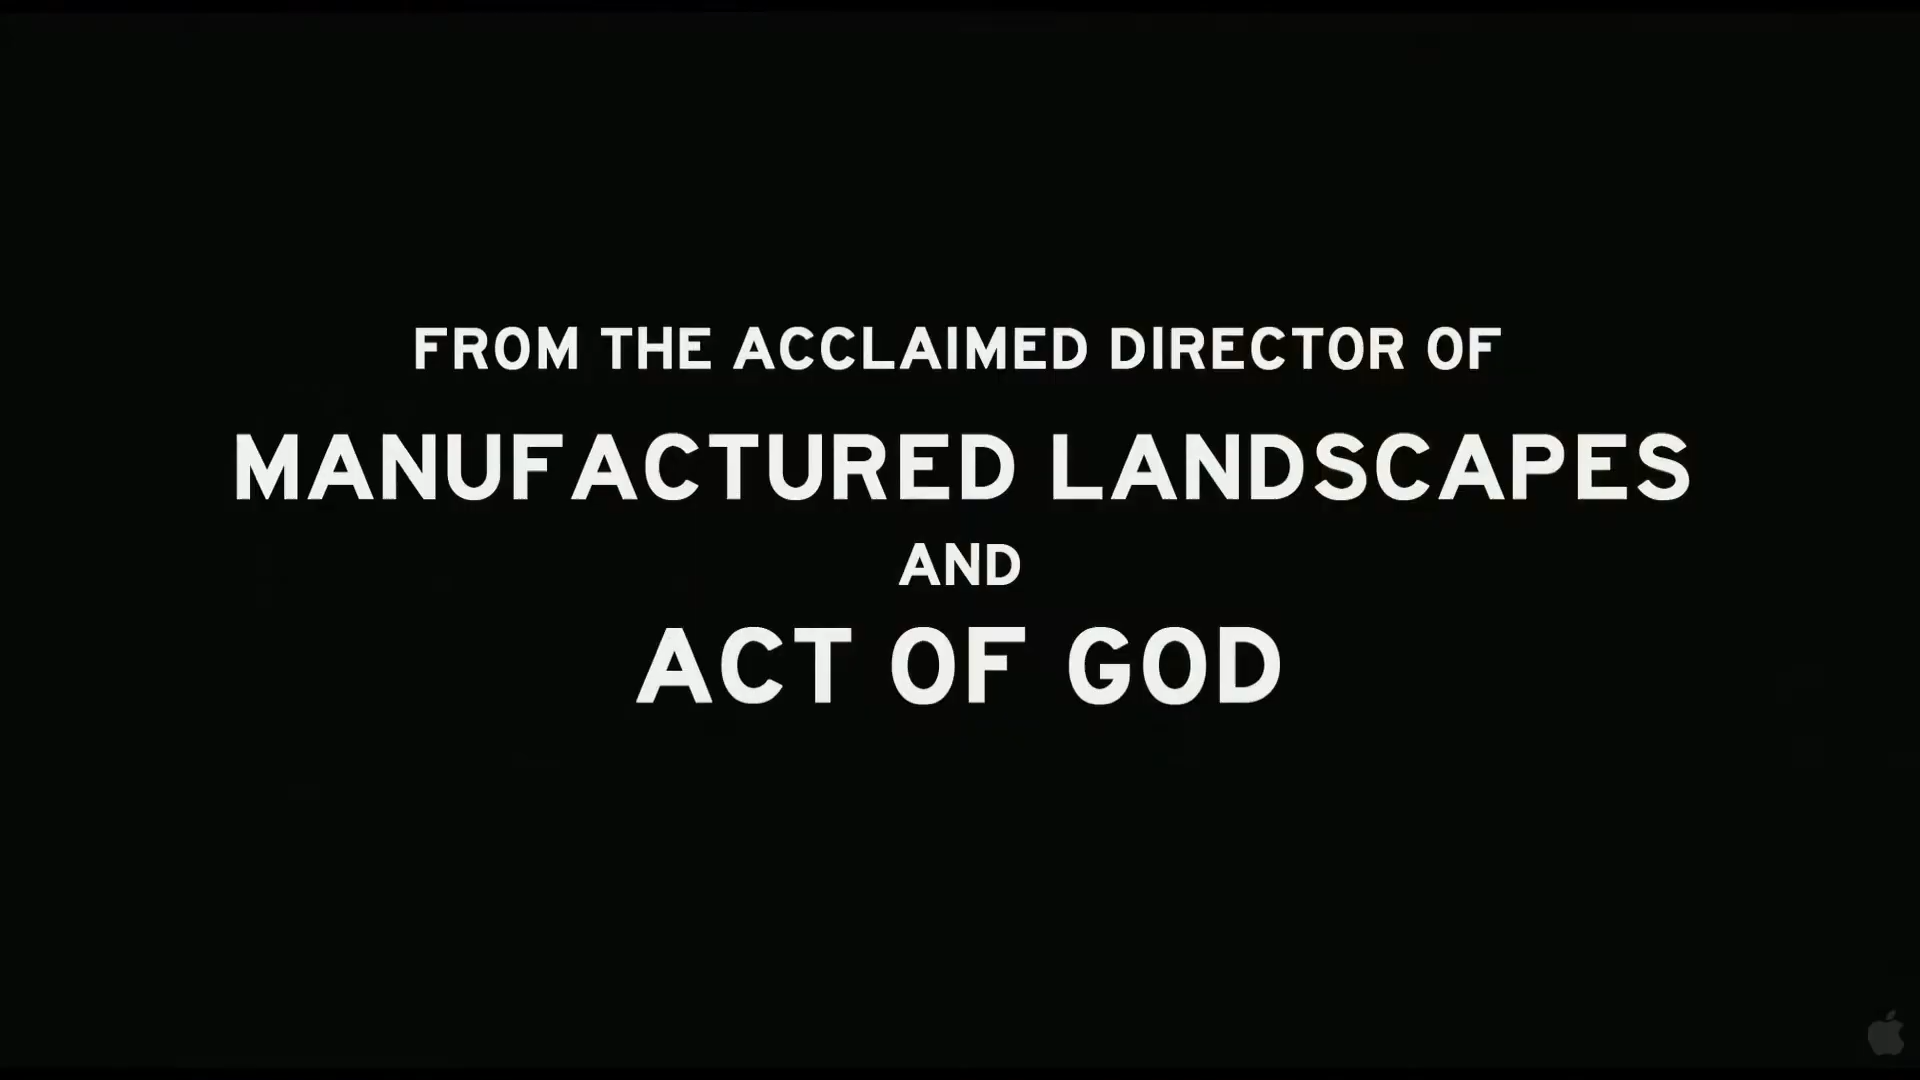 FROM THE ACCLAIMED DIRECTOR OF
MANUFACTURED LANDSCAPES
AND
ACT OF GOD